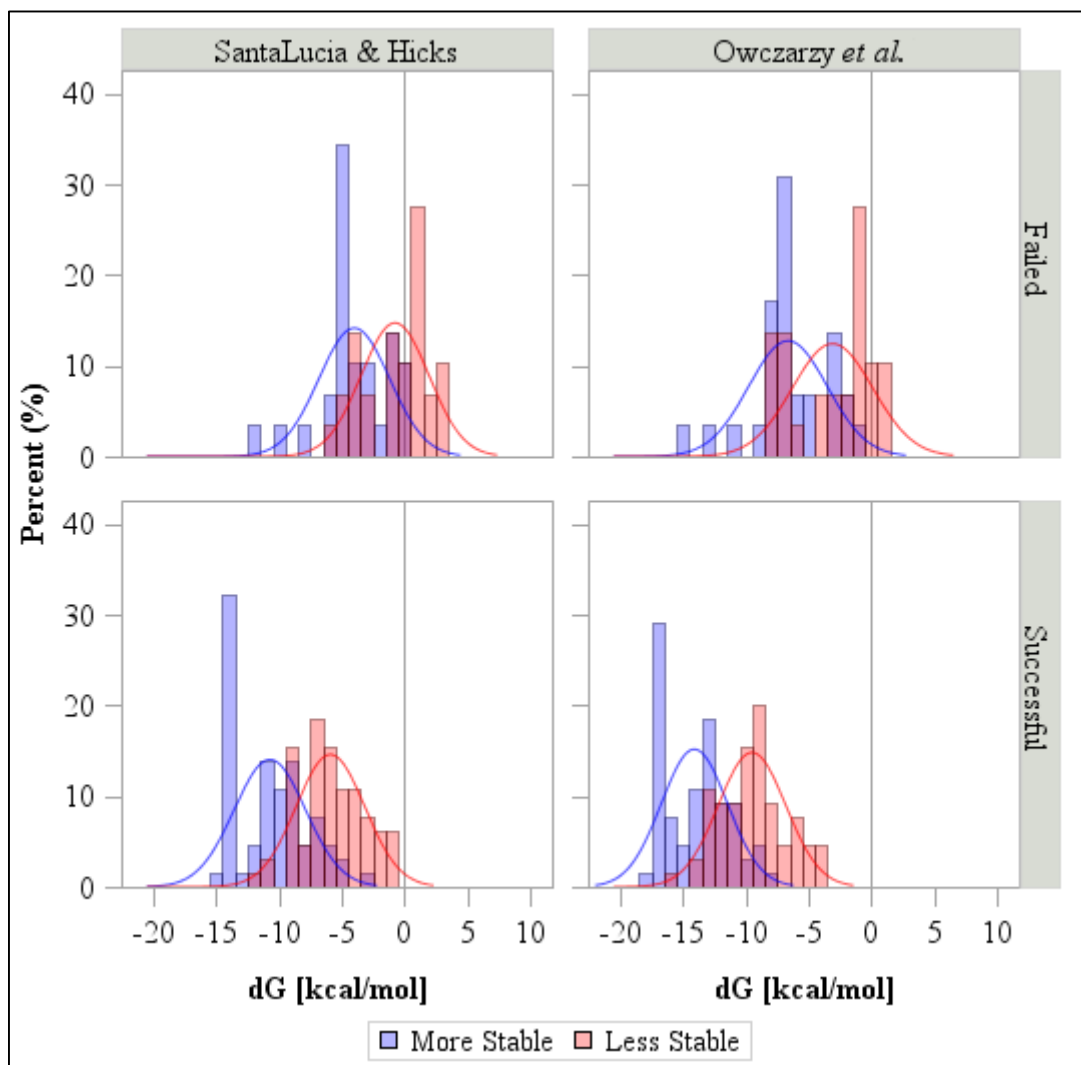 SantaLucia & Hicks
Owczarzy et al.
40
30
20
10
0
Failed
Percent (%)
40
30
20
10
0
Successful
-20 -15 -10 -5 0 5 10
-20 -15 -10 -5 0 5 10
dG [kcal/mol]
dG [kcal/mol]
More Stable
Less Stable